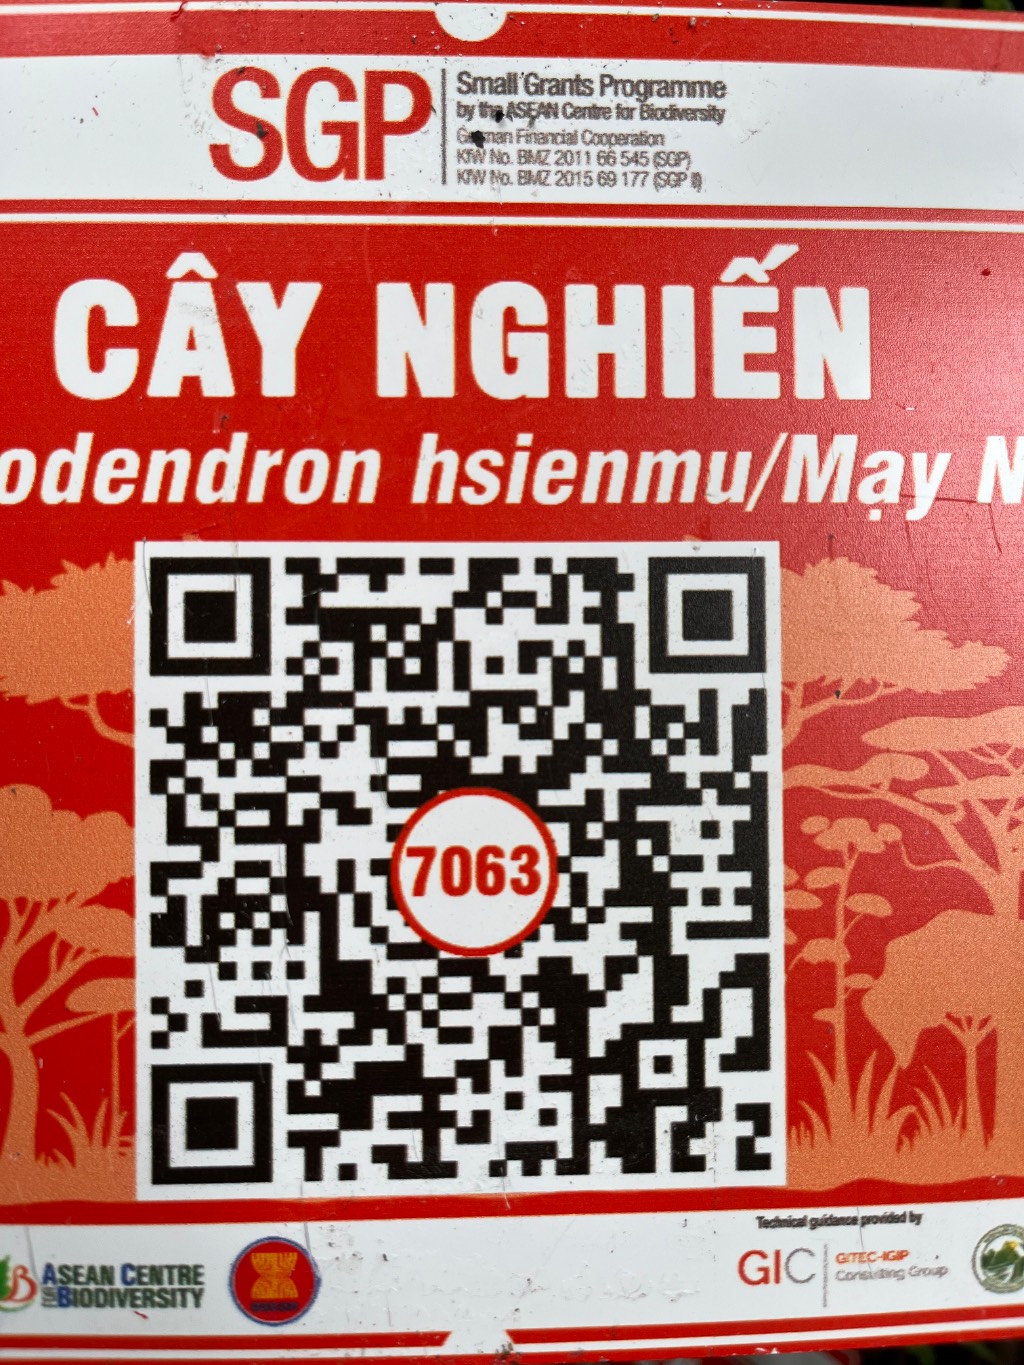 SGP
Small Grants Programme
by the ASEAN Centre for Biodiversity
German Financial Cooperation
KfW No. BMZ 2011 66 545 (SGP)
KfW No. BMZ 2015 69 177 (SGP II)
CÂY NGHIẾN
odendron hsienmu/Mạy N
7063
Technical guidance provided by
ASEAN CENTRE
FOR BIODIVERSITY
GIC
GITEC-IGIP
Consulting Group